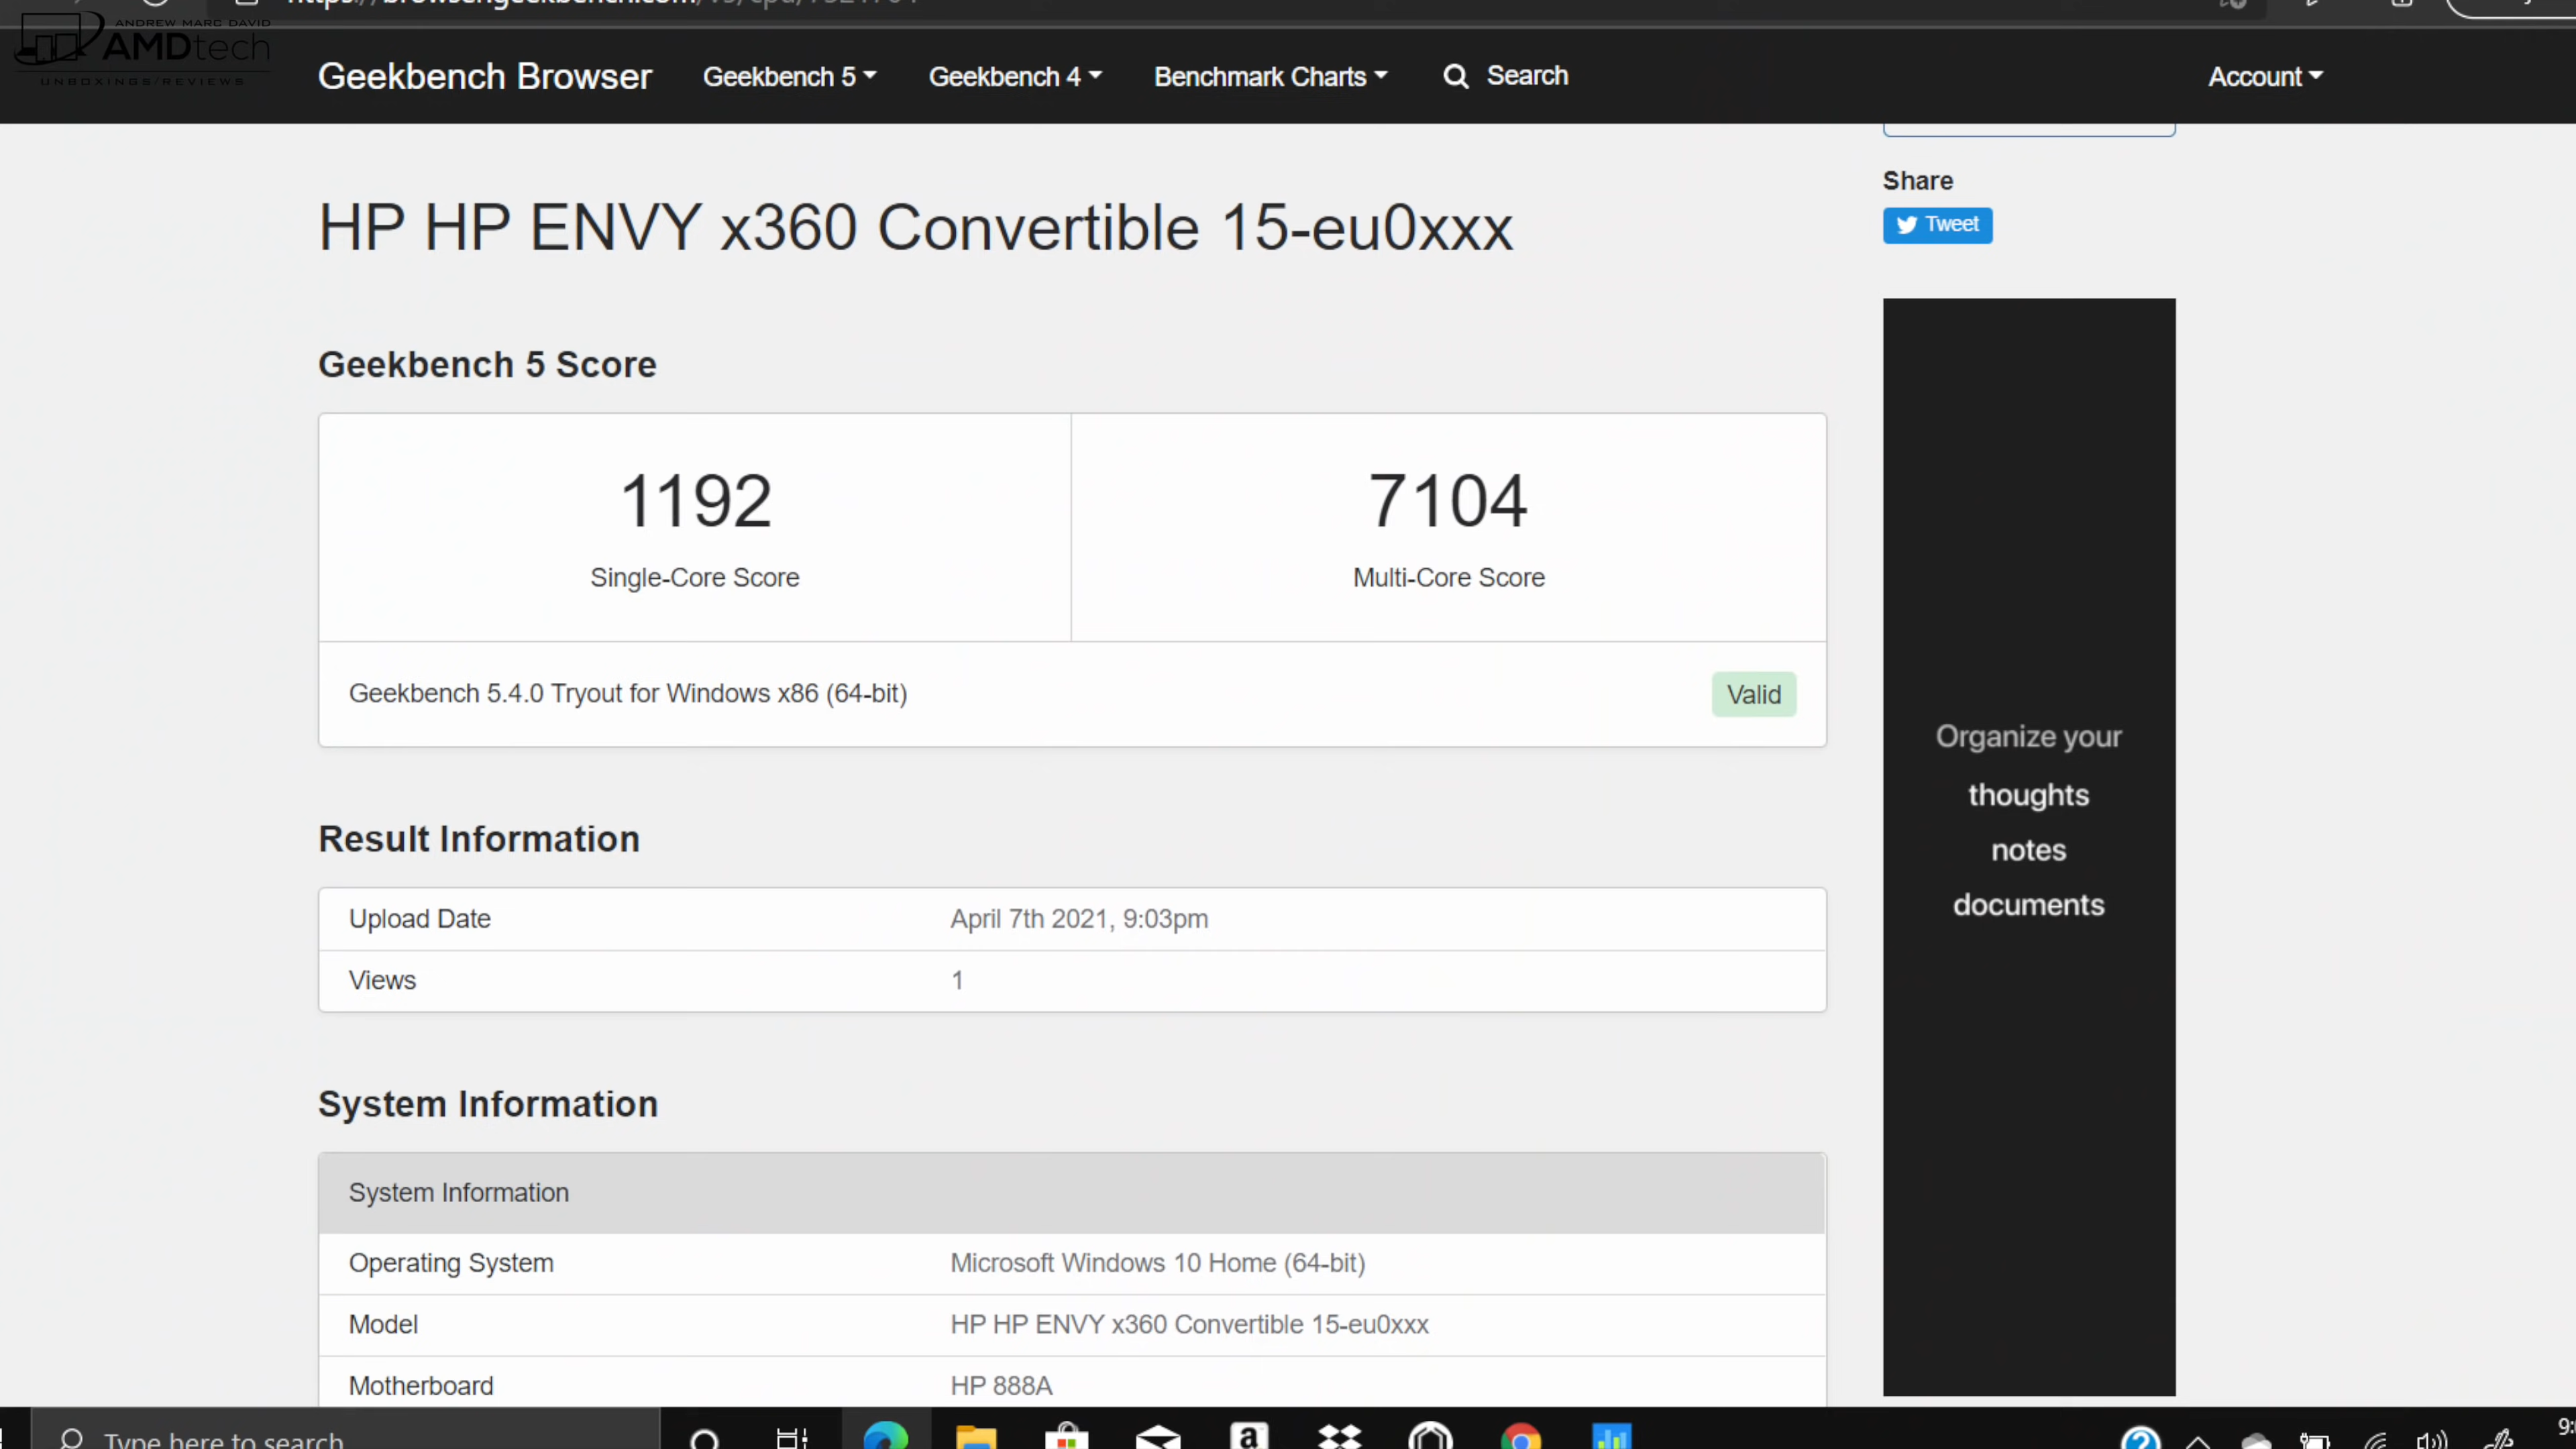 ANDREW MARC DAVID
AMDtech
UNBOXINGS/REVIEWS
Geekbench Browser
Geekbench 5
Geekbench 4
Benchmark Charts
Search
Account
HP HP ENVY x360 Convertible 15-eu0xxx
Share
Tweet
Geekbench 5 Score
1192
7104
Single-Core Score
Multi-Core Score
Geekbench 5.4.0 Tryout for Windows x86 (64-bit)
Valid
Organize your
thoughts
notes
documents
Result Information
Upload Date
April 7th 2021, 9:03pm
Views
1
System Information
System Information
Operating System
Microsoft Windows 10 Home (64-bit)
Model
HP HP ENVY x360 Convertible 15-eu0xxx
Motherboard
HP 888A
Type here to search